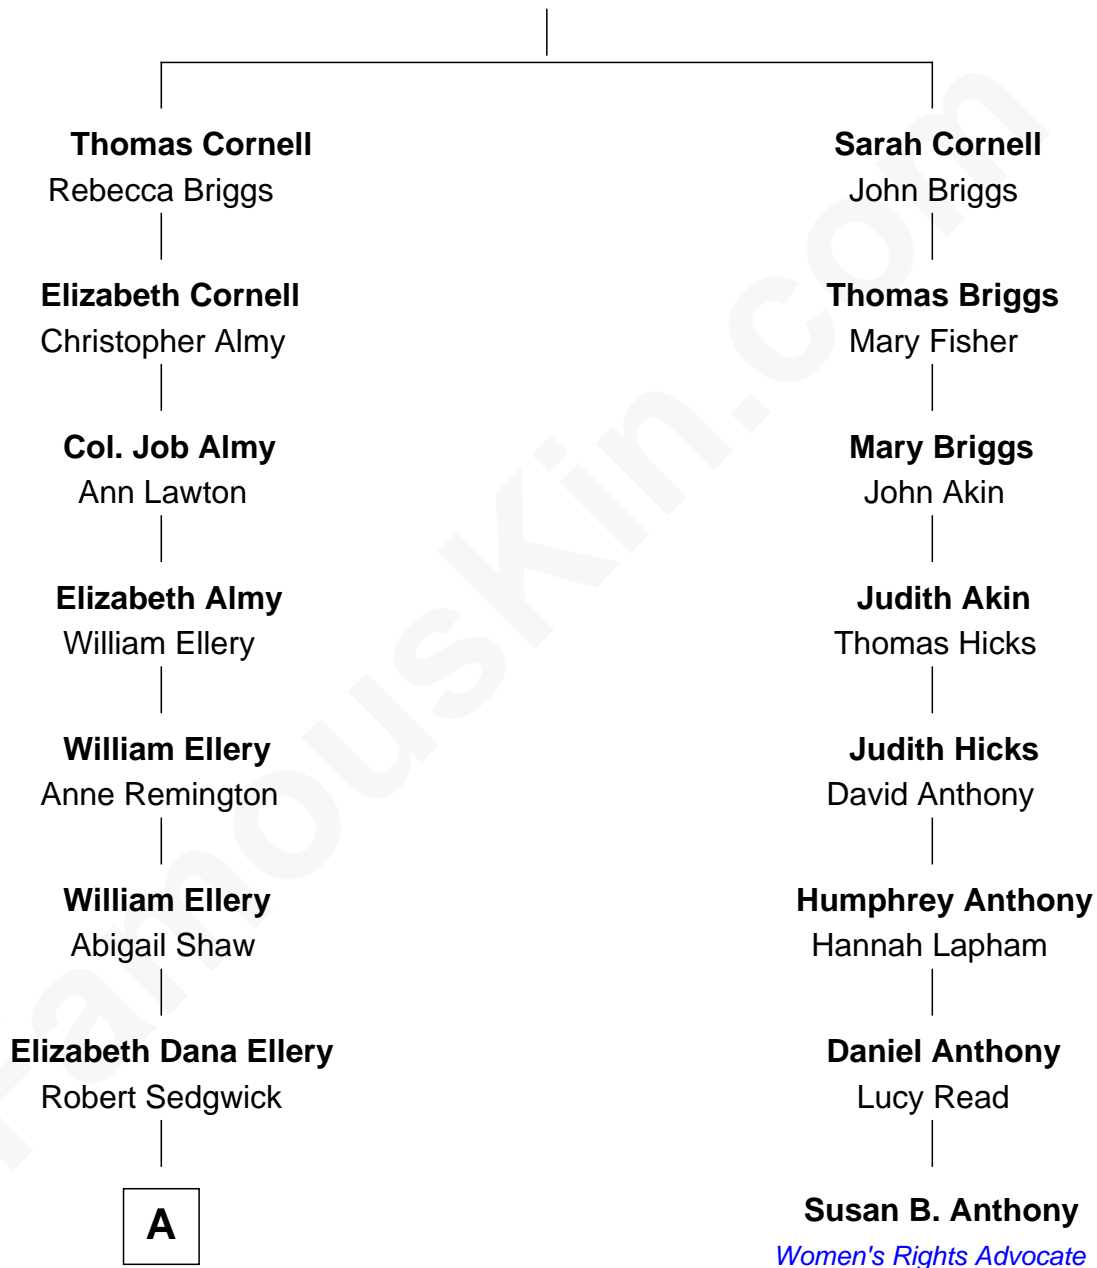 Thomas Cornell
Rebecca Briggs
Elizabeth Cornell
Christopher Almy
Col. Job Almy
Ann Lawton
Elizabeth Almy
William Ellery
William Ellery
Anne Remington
William Ellery
Abigail Shaw
Elizabeth Dana Ellery
Robert Sedgwick
A
Sarah Cornell
John Briggs
Thomas Briggs
Mary Fisher
Mary Briggs
John Akin
Judith Akin
Thomas Hicks
Judith Hicks
David Anthony
Humphrey Anthony
Hannah Lapham
Daniel Anthony
Lucy Read
Susan B. Anthony
Women's Rights Advocate
FamousKin.com